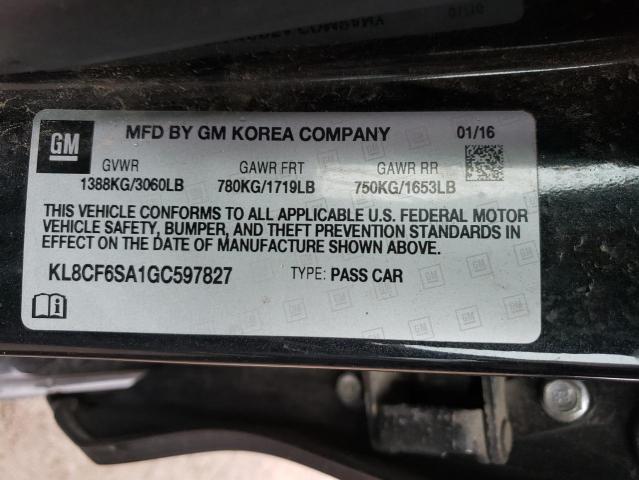 GM MFD BY GM KOREA COMPANY 01/16
GVWR GAWR FRT GAWR RR
1388KG/3060LB 780KG/1719LB 750KG/1653LB
THIS VEHICLE CONFORMS TO ALL APPLICABLE U.S. FEDERAL MOTOR
VEHICLE SAFETY, BUMPER, AND THEFT PREVENTION STANDARDS IN
EFFECT ON THE DATE OF MANUFACTURE SHOWN ABOVE.
KL8CF6SA1GC597827 TYPE: PASS CAR